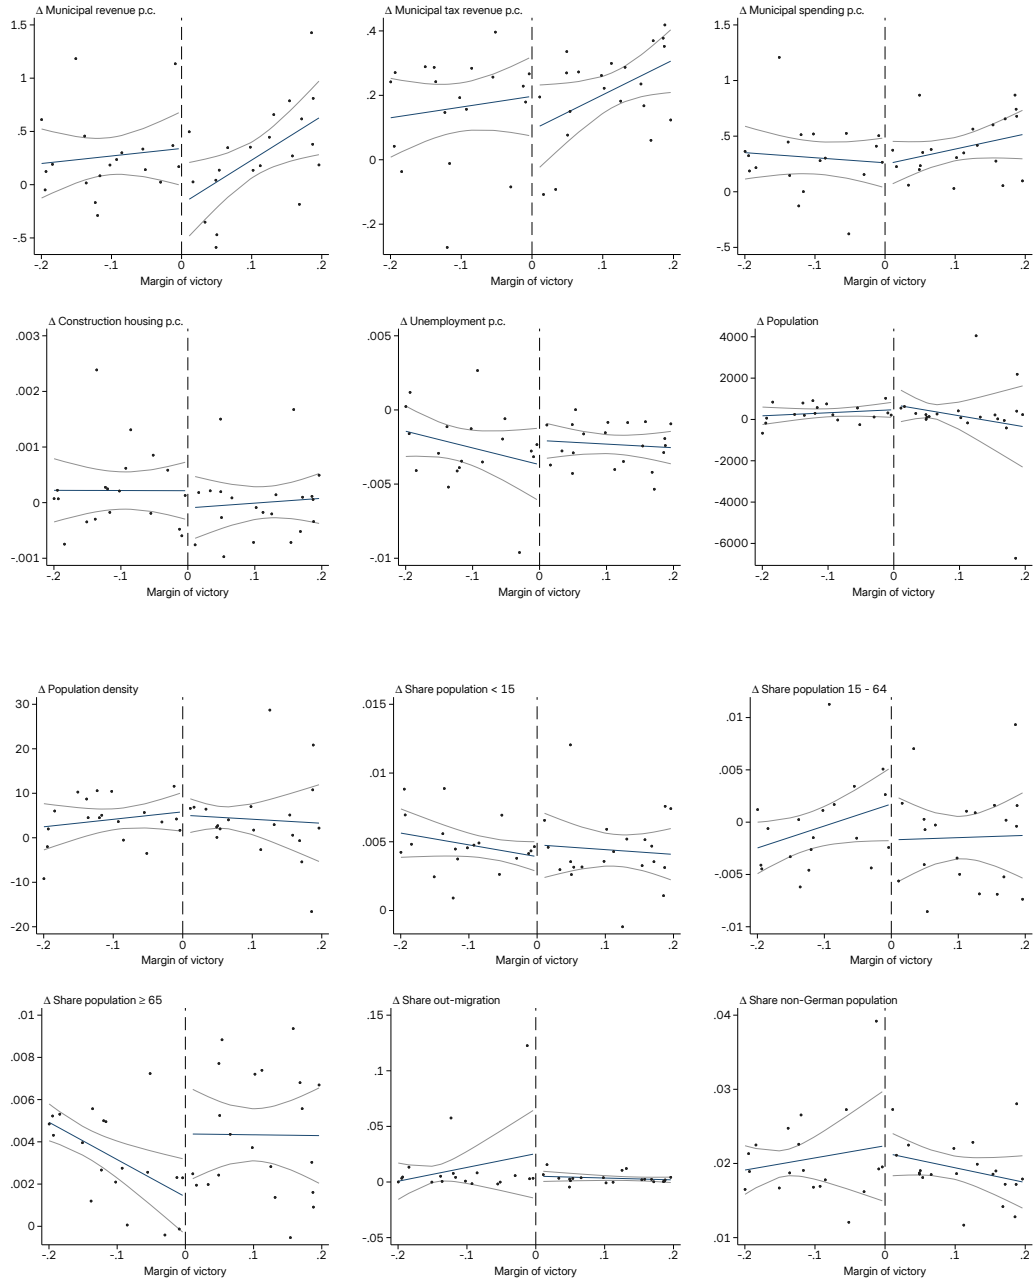 Δ Municipal revenue p.c. Δ Municipal tax revenue p.c. Δ Municipal spending p.c.
1.5
1
.5
0
-.5
-.2 -.1 0 .1 .2
Margin of victory
.4
.2
0
-.2
-.2 -.1 0 .1 .2
Margin of victory
1.5
1
.5
0
-.5
-.2 -.1 0 .1 .2
Margin of victory
Δ Construction housing p.c. Δ Unemployment p.c. Δ Population
.003
.002
.001
0
-.001
-.2 -.1 0 .1 .2
Margin of victory
.005
0
-.005
-.01
-.2 -.1 0 .1 .2
Margin of victory
4000
2000
0
-2000
-4000
-6000
-.2 -.1 0 .1 .2
Margin of victory
Δ Population density Δ Share population < 15 Δ Share population 15 - 64
30
20
10
0
-10
-20
-.2 -.1 0 .1 .2
Margin of victory
.015
.01
.005
0
-.2 -.1 0 .1 .2
Margin of victory
.01
.005
0
-.005
-.01
-.2 -.1 0 .1 .2
Margin of victory
Δ Share population ≥ 65 Δ Share out-migration Δ Share non-German population
.01
.008
.006
.004
.002
0
-.2 -.1 0 .1 .2
Margin of victory
.15
.1
.05
0
-.05
-.2 -.1 0 .1 .2
Margin of victory
.04
.03
.02
.01
-.2 -.1 0 .1 .2
Margin of victory